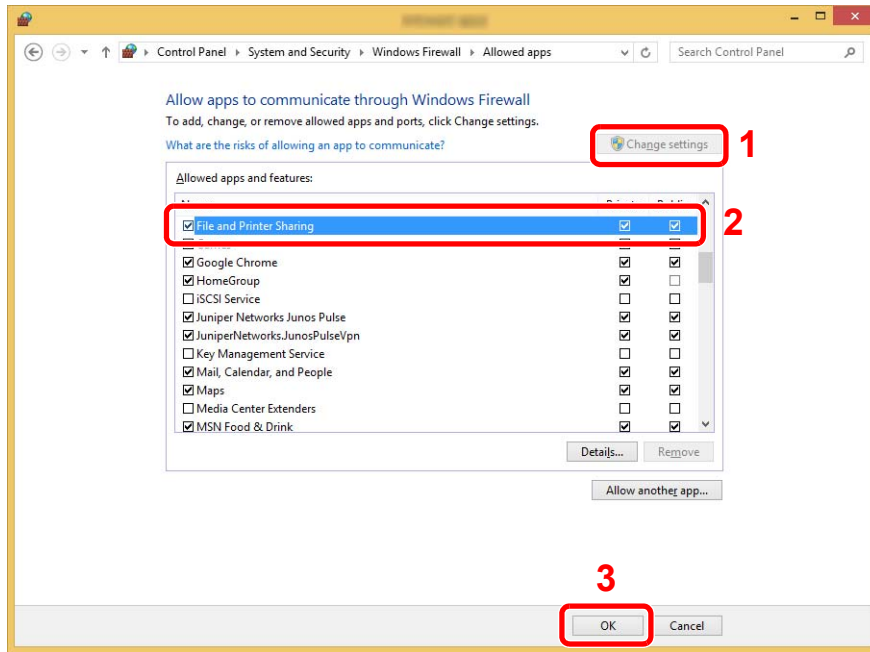 Control Panel System and Security Windows Firewall Allowed apps Search Control Panel
Allow apps to communicate through Windows Firewall
To add, change, or remove allowed apps and ports, click Change settings.
What are the risks of allowing an app to communicate? Change settings 1
Allowed apps and features:
File and Printer Sharing 2
Google Chrome
HomeGroup
iSCSI Service
Juniper Networks Junos Pulse
JuniperNetworks.JunosPulseVpn
Key Management Service
Mail, Calendar, and People
Maps
Media Center Extenders
MSN Food & Drink
Details... Remove
Allow another app...
3
OK Cancel